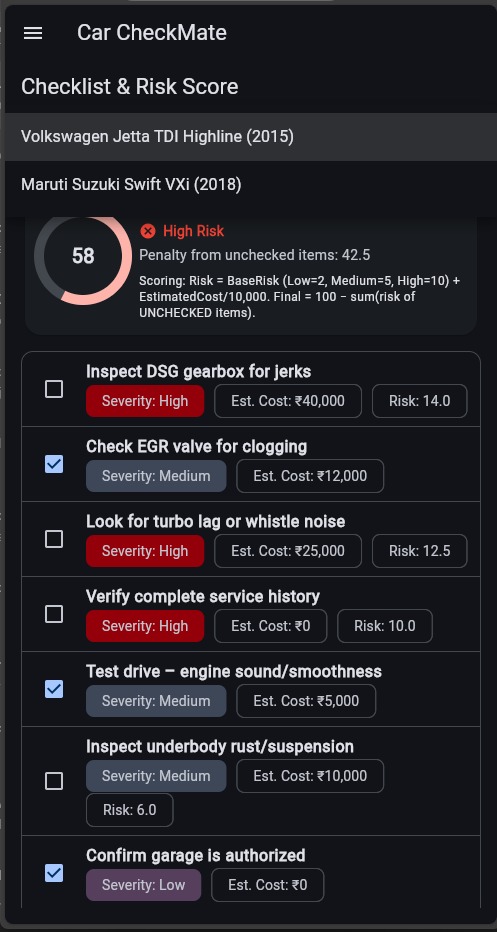 Car CheckMate
Checklist & Risk Score
Volkswagen Jetta TDI Highline (2015)
Maruti Suzuki Swift VXi (2018)
58
High Risk
Penalty from unchecked items: 42.5
Scoring: Risk = BaseRisk (Low=2, Medium=5, High=10) +
EstimatedCost/10,000. Final = 100 − sum(risk of
UNCHECKED items).
Inspect DSG gearbox for jerks
Severity: High Est. Cost: ₹40,000 Risk: 14.0
Check EGR valve for clogging
Severity: Medium Est. Cost: ₹12,000
Look for turbo lag or whistle noise
Severity: High Est. Cost: ₹25,000 Risk: 12.5
Verify complete service history
Severity: High Est. Cost: ₹0 Risk: 10.0
Test drive – engine sound/smoothness
Severity: Medium Est. Cost: ₹5,000
Inspect underbody rust/suspension
Severity: Medium Est. Cost: ₹10,000
Risk: 6.0
Confirm garage is authorized
Severity: Low Est. Cost: ₹0